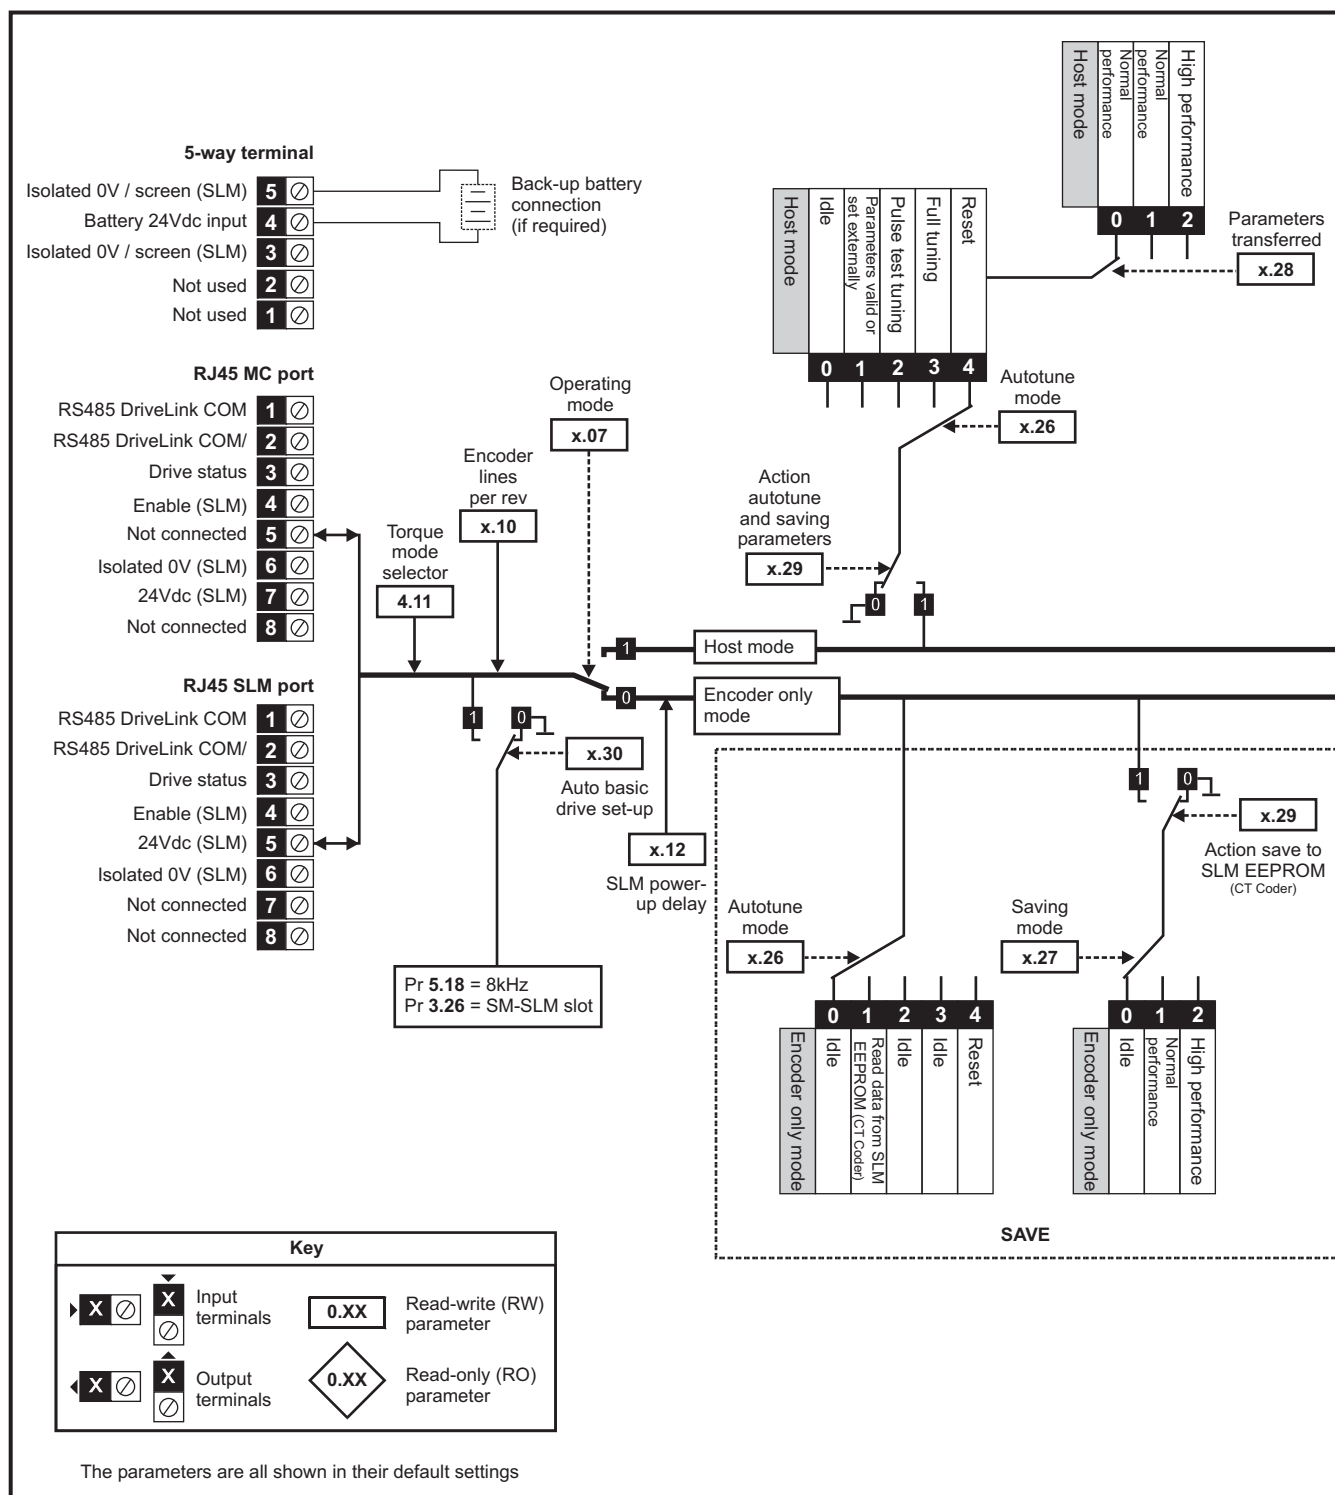 5-way terminal
Isolated 0V / screen (SLM) 5
Battery 24Vdc input 4
Isolated 0V / screen (SLM) 3
Not used 2
Not used 1
Back-up battery
connection
(if required)
RJ45 MC port
RS485 DriveLink COM 1
RS485 DriveLink COM/ 2
Drive status 3
Enable (SLM) 4
Not connected 5
Isolated 0V (SLM) 6
24Vdc (SLM) 7
Not connected 8
RJ45 SLM port
RS485 DriveLink COM 1
RS485 DriveLink COM/ 2
Drive status 3
Enable (SLM) 4
24Vdc (SLM) 5
Isolated 0V (SLM) 6
Not connected 7
Not connected 8
Torque
mode
selector
4.11
Encoder
lines
per rev
x.10
Operating
mode
x.07
1
0
Host mode
Encoder only
mode
1
0
x.30
Auto basic
drive set-up
Pr 5.18 = 8kHz
Pr 3.26 = SM-SLM slot
x.12
SLM power-
up delay
Host mode
Normal
performance
Normal
performance
High performance
0 1 2
Parameters
transferred
x.28
Host mode
Idle
Parameters valid or
set externally
Pulse test tuning
Full tuning
Reset
0 1 2 3 4
Autotune
mode
x.26
Action
autotune
and saving
parameters
x.29
0
1
Autotune
mode
x.26
0 1 2 3 4
Encoder only mode
Idle
Read data from SLM
EEPROM (CT Coder)
Idle
Idle
Reset
1
0
x.29
Action save to
SLM EEPROM
(CT Coder)
Saving
mode
x.27
0 1 2
Encoder only mode
Idle
Normal
performance
High performance
SAVE
Key
X
X
Input
terminals
0.XX
Read-write (RW)
parameter
X
X
Output
terminals
0.XX
Read-only (RO)
parameter
The parameters are all shown in their default settings